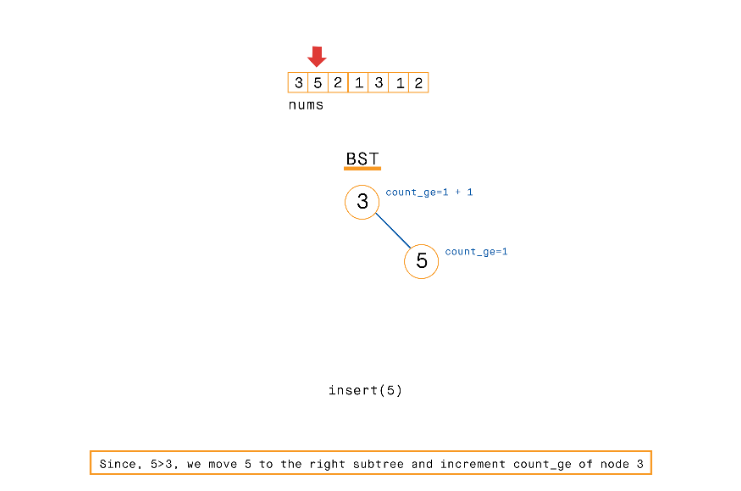 3 5 2 1 3 1 2
nums
BST
3 count_ge=1 + 1
5 count_ge=1
insert(5)
Since, 5>3, we move 5 to the right subtree and increment count_ge of node 3